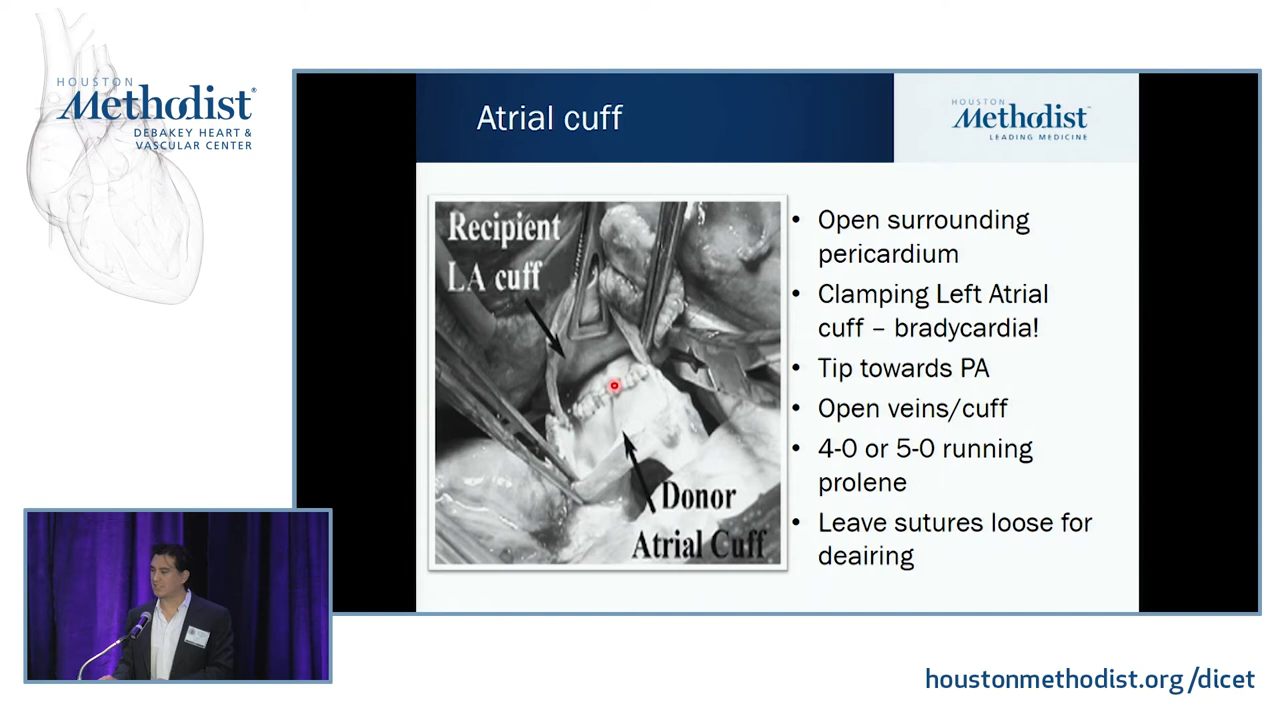 HOUSTON
Methodist®
DEBAKEY HEART &
VASCULAR CENTER
Atrial cuff
HOUSTON
Methodist
LEADING MEDICINE
Recipient
LA cuff
Donor
Atrial Cuff
• Open surrounding
pericardium
• Clamping Left Atrial
cuff – bradycardia!
• Tip towards PA
• Open veins/cuff
• 4-0 or 5-0 running
prolene
• Leave sutures loose for
deairing
houstonmethodist.org/dicet